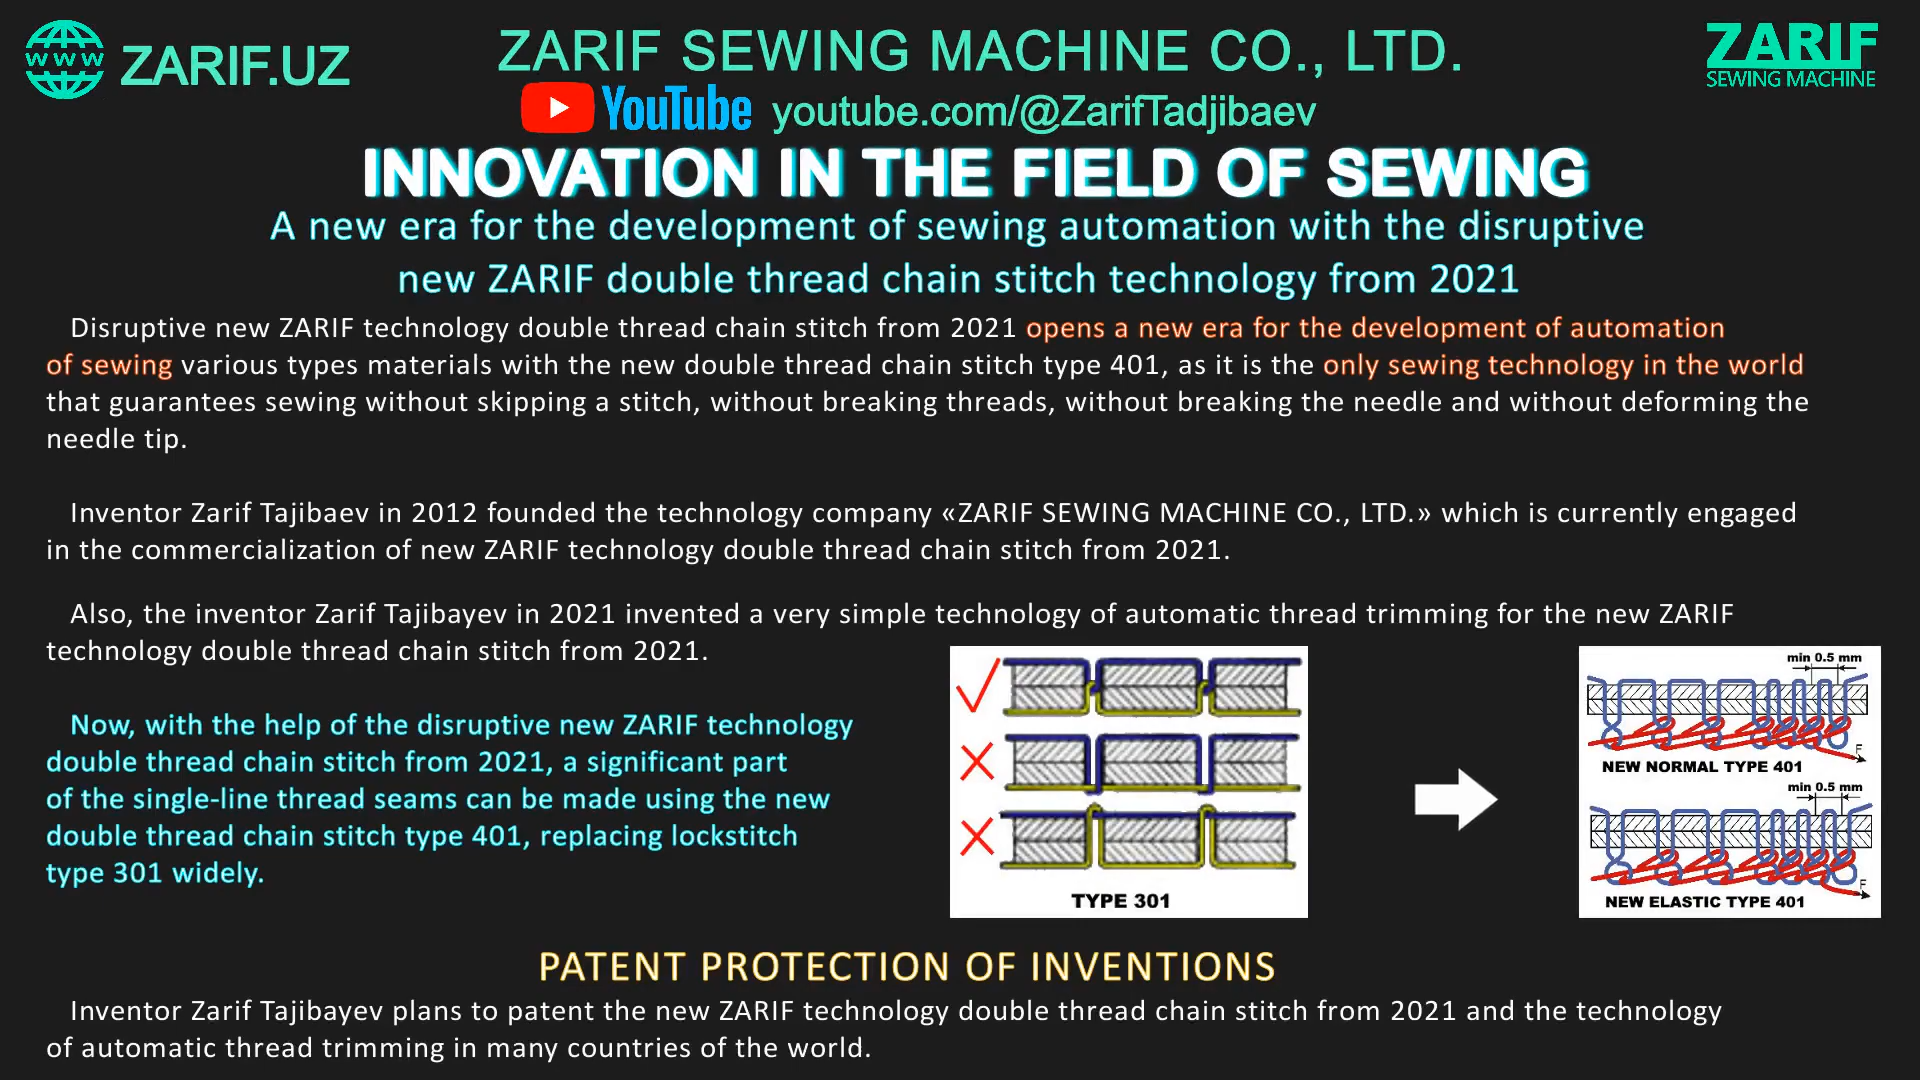 WWW
ZARIF.UZ
ZARIF SEWING MACHINE CO., LTD.
ZARIF
SEWING MACHINE
YouTube youtube.com/@ZarifTadjibaev
INNOVATION IN THE FIELD OF SEWING
A new era for the development of sewing automation with the disruptive
new ZARIF double thread chain stitch technology from 2021
Disruptive new ZARIF technology double thread chain stitch from 2021 opens a new era for the development of automation
of sewing various types materials with the new double thread chain stitch type 401, as it is the only sewing technology in the world
that guarantees sewing without skipping a stitch, without breaking threads, without breaking the needle and without deforming the
needle tip.
Inventor Zarif Tajibaev in 2012 founded the technology company «ZARIF SEWING MACHINE CO., LTD.» which is currently engaged
in the commercialization of new ZARIF technology double thread chain stitch from 2021.
Also, the inventor Zarif Tajibayev in 2021 invented a very simple technology of automatic thread trimming for the new ZARIF
technology double thread chain stitch from 2021.
Now, with the help of the disruptive new ZARIF technology
double thread chain stitch from 2021, a significant part
of the single-line thread seams can be made using the new
double thread chain stitch type 401, replacing lockstitch
type 301 widely.
TYPE 301
min 0.5 mm
F
NEW NORMAL TYPE 401
min 0.5 mm
F
NEW ELASTIC TYPE 401
PATENT PROTECTION OF INVENTIONS
Inventor Zarif Tajibayev plans to patent the new ZARIF technology double thread chain stitch from 2021 and the technology
of automatic thread trimming in many countries of the world.